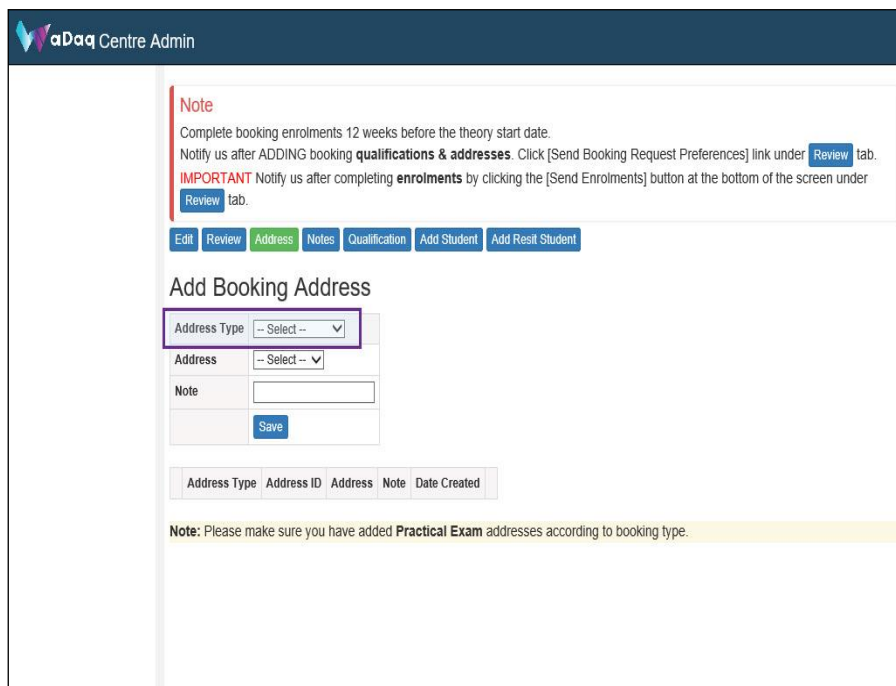 aDaq Centre Admin
Note
Complete booking enrolments 12 weeks before the theory start date.
Notify us after ADDING booking qualifications & addresses. Click [Send Booking Request Preferences] link under Review tab.
IMPORTANT Notify us after completing enrolments by clicking the [Send Enrolments] button at the bottom of the screen under
Review tab.
Edit Review Address Notes Qualification Add Student Add Resit Student
Add Booking Address
Address Type -- Select --
Address -- Select --
Note
Save
Address Type Address ID Address Note Date Created
Note: Please make sure you have added Practical Exam addresses according to booking type.